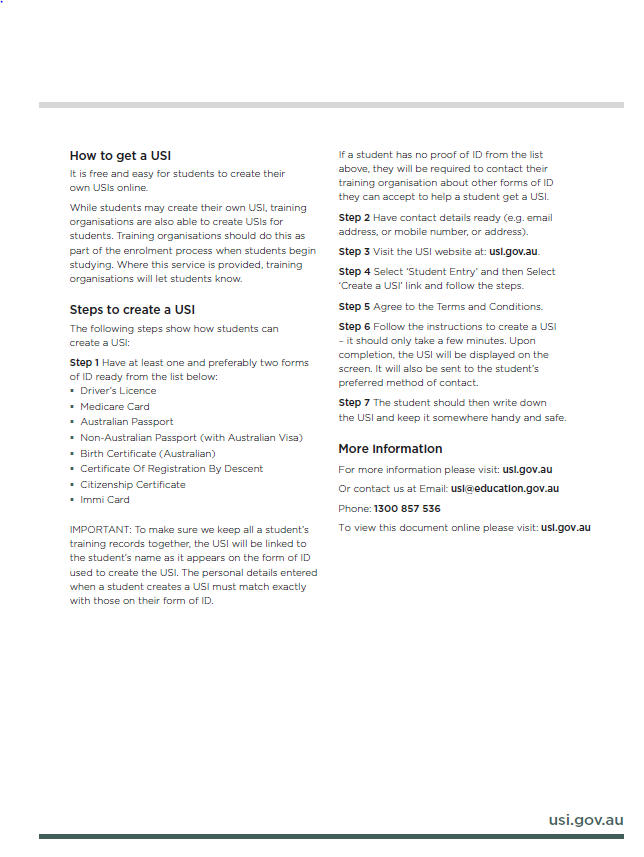 How to get a USI
It is free and easy for students to create their
own USIs online.
While students may create their own USI, training
organisations are also able to create USIs for
students. Training organisations should do this as
part of the enrolment process when students begin
studying. Where this service is provided, training
organisations will let students know.
Steps to create a USI
The following steps show how students can
create a USI:
Step 1 Have at least one and preferably two forms
of ID ready from the list below:
▪ Driver's Licence
▪ Medicare Card
▪ Australian Passport
▪ Non-Australian Passport (with Australian Visa)
▪ Birth Certificate (Australian)
▪ Certificate Of Registration By Descent
▪ Citizenship Certificate
▪ Immi Card
IMPORTANT: To make sure we keep all a student's
training records together, the USI will be linked to
the student's name as it appears on the form of ID
used to create the USI. The personal details entered
when a student creates a USI must match exactly
with those on their form of ID.
If a student has no proof of ID from the list
above, they will be required to contact their
training organisation about other forms of ID
they can accept to help a student get a USI.
Step 2 Have contact details ready (e.g. email
address, or mobile number, or address).
Step 3 Visit the USI website at: usi.gov.au.
Step 4 Select 'Student Entry' and then Select
'Create a USI' link and follow the steps.
Step 5 Agree to the Terms and Conditions.
Step 6 Follow the instructions to create a USI
– it should only take a few minutes. Upon
completion, the USI will be displayed on the
screen. It will also be sent to the student's
preferred method of contact.
Step 7 The student should then write down
the USI and keep it somewhere handy and safe.
More Information
For more information please visit: usi.gov.au
Or contact us at Email: usi@education.gov.au
Phone: 1300 857 536
To view this document online please visit: usi.gov.au
usi.gov.au